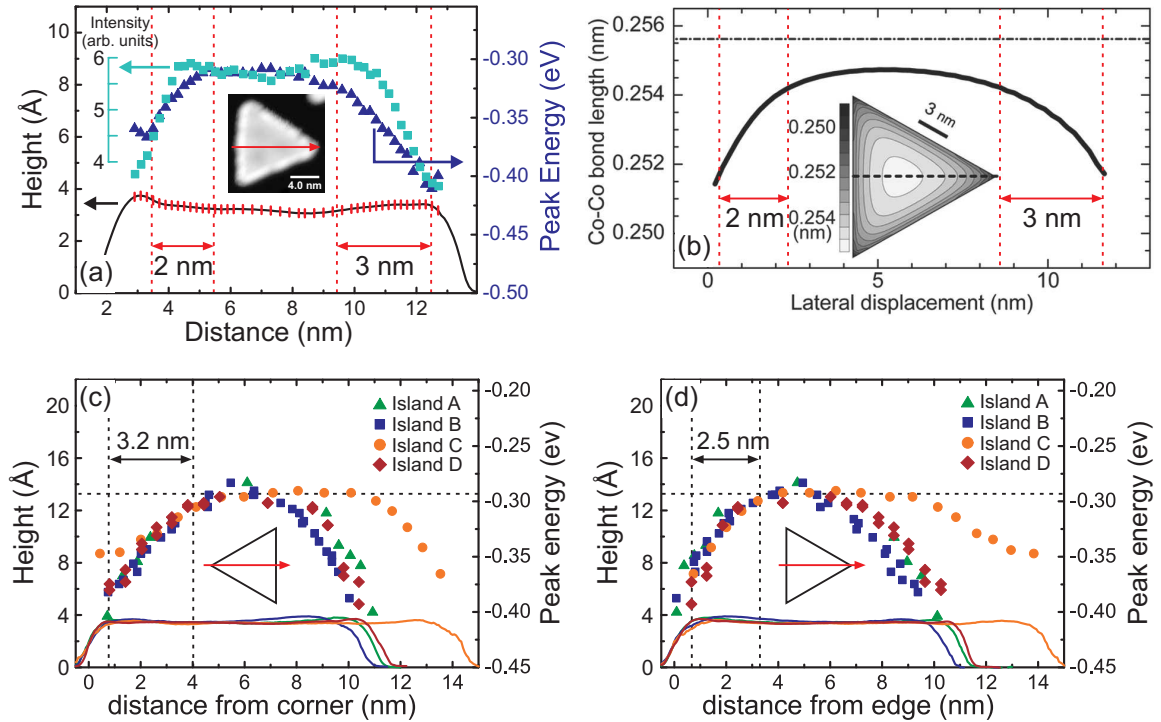 Intensity
(arb. units)
Height (Å)
11
10
9
8
7
6
5
4
3
2
1
0
6
5
4
4.0 nm
(a)
2 nm
3 nm
0
2
4
6
8
10
12
Distance (nm)
-0.30
-0.35
-0.40
-0.45
-0.50
Peak Energy (eV)
Co-Co bond length (nm)
0.256
0.254
0.252
0.250
3 nm
0.250
0.252
0.254
(nm)
(b)
2 nm
3 nm
0
5
10
Lateral displacement (nm)
(c)
Island A
Island B
Island C
Island D
3.2 nm
Height (Å)
20
16
12
8
4
0
0
2
4
6
8
10
12
14
distance from corner (nm)
-0.20
-0.25
-0.30
-0.35
-0.40
-0.45
Peak energy (ev)
(d)
Island A
Island B
Island C
Island D
2.5 nm
Height (Å)
20
16
12
8
4
0
0
2
4
6
8
10
12
14
distance from edge (nm)
-0.20
-0.25
-0.30
-0.35
-0.40
-0.45
Peak energy (ev)